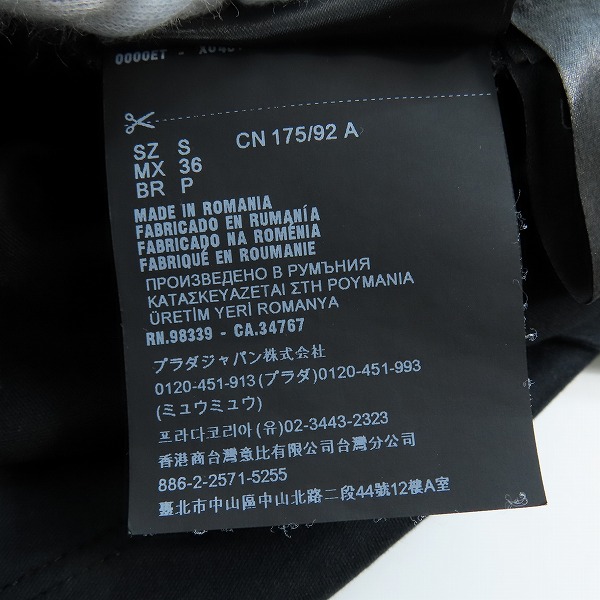 0000ET -
SZ S CN 175/92 A
MX 36
BR P
MADE IN ROMANIA
FABRICADO EN RUMANÍA
FABRICADO NA ROMÉNIA
FABRIQUÉ EN ROUMANIE
ПРОИЗВЕДЕНО В РУМЪНИЯ
ΚΑΤΑΣΚΕΥΑΖΕΤΑΙ ΣΤΗ ΡΟΥΜΑΝΙΑ
ÜRETİM YERİ ROMANYA
RN.98339 - CA.34767
プラダジャパン株式会社
0120-451-913(プラダ)0120-451-993
(ミュウミュウ)
프라다코리아(유)02-3443-2323
香港商台灣意比有限公司台灣分公司
886-2-2571-5255
臺北市中山區中山北路二段44號12樓A室